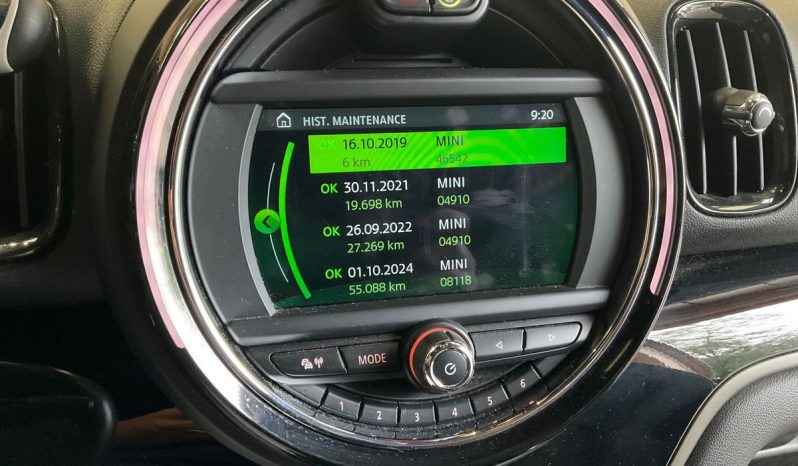 HIST. MAINTENANCE 9:20
OK 16.10.2019 MINI
6 km 46542
OK 30.11.2021 MINI
19.698 km 04910
OK 26.09.2022 MINI
27.269 km 04910
OK 01.10.2024 MINI
55.088 km 08118
MODE
1 2 3 4 5 6